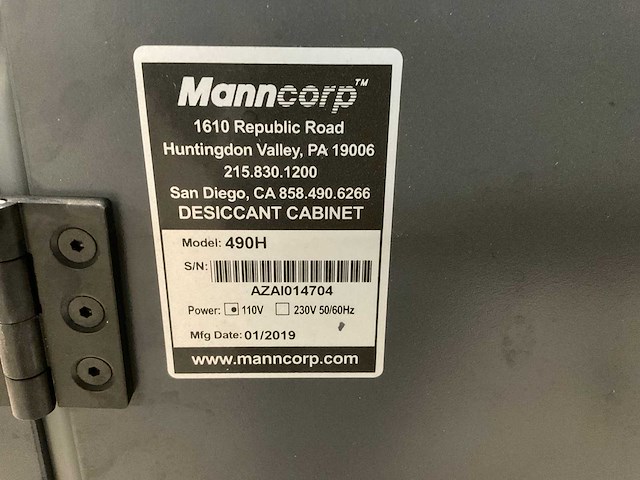 Manncorp™
1610 Republic Road
Huntingdon Valley, PA 19006
215.830.1200
San Diego, CA 858.490.6266
DESICCANT CABINET
Model: 490H
S/N:
AZAI014704
Power: 110V 230V 50/60Hz
Mfg Date: 01/2019
www.manncorp.com